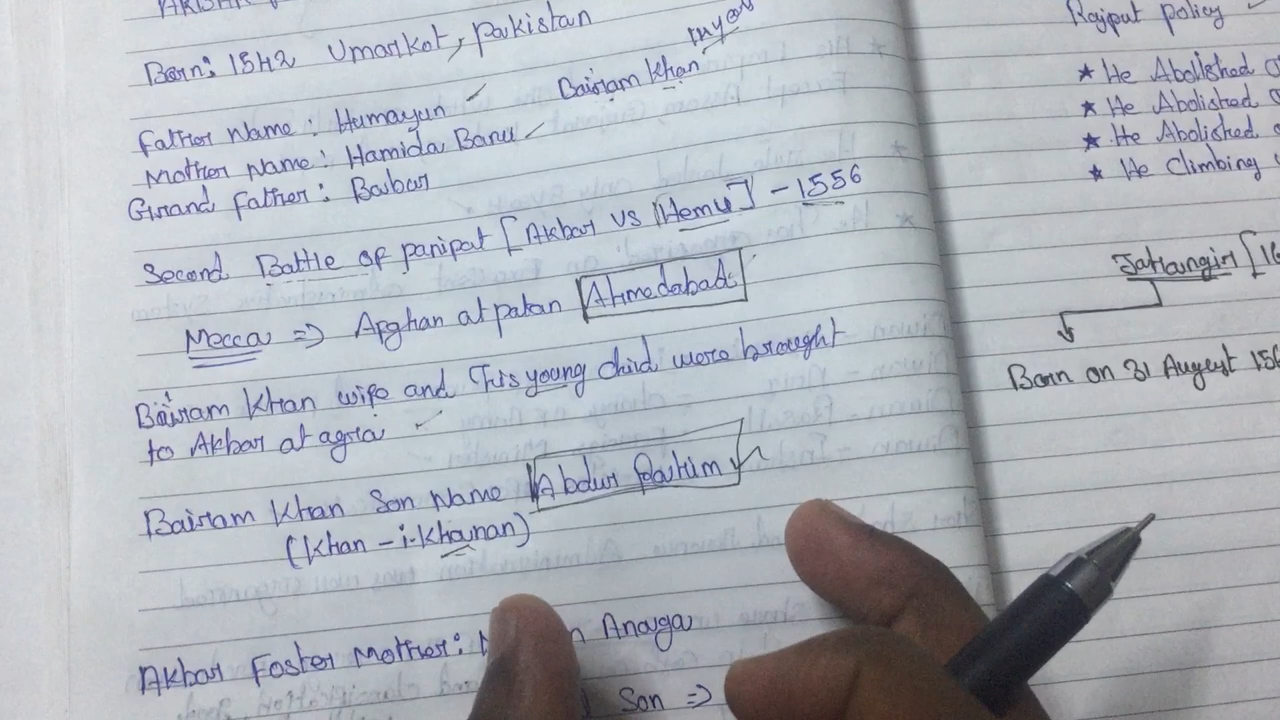 Born: 1542 Umarkot, Pakistan
Father Name : Humayun
Bairam Khan
Mother Name : Hamida Banu
Grand Father : Babar
Second Battle of panipat [Akbar vs Hemu] - 1556
Mecca => Afghan at patan Ahmedabad
Bairam Khan wife and This young child were brought
to Akbar at agra
Bairam Khan Son Name Abdur Rahim
(Khan - i-Khanan)
Akbar Foster Mother : Anaga
Son =>
Rajput Policy
* He Abolished
* He Abolished
* He Abolished
* He Climbing
Jahangir
Born on 31 August